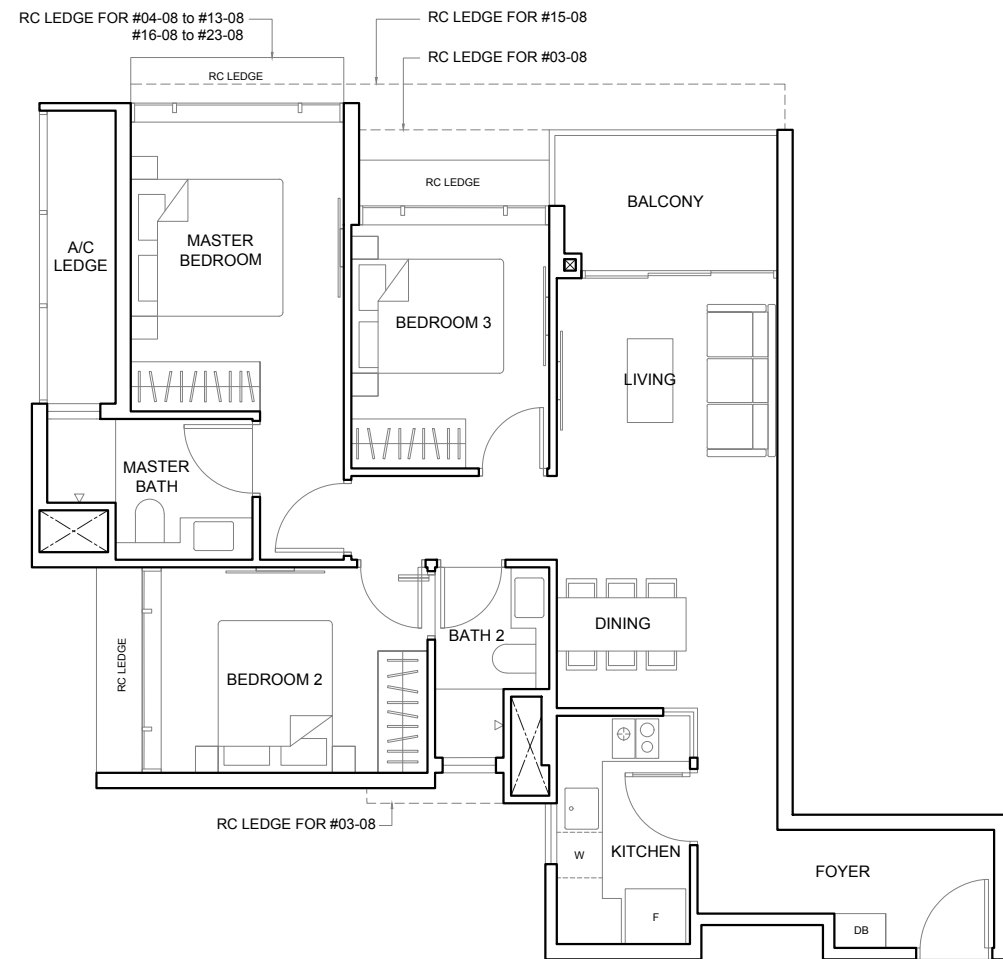 RC LEDGE FOR #04-08 to #13-08
#16-08 to #23-08
RC LEDGE FOR #15-08
RC LEDGE FOR #03-08
RC LEDGE
RC LEDGE
BALCONY
A/C
LEDGE
MASTER
BEDROOM
BEDROOM 3
LIVING
MASTER
BATH
DINING
BATH 2
RC LEDGE
BEDROOM 2
RC LEDGE FOR #03-08
W
KITCHEN
FOYER
F
DB